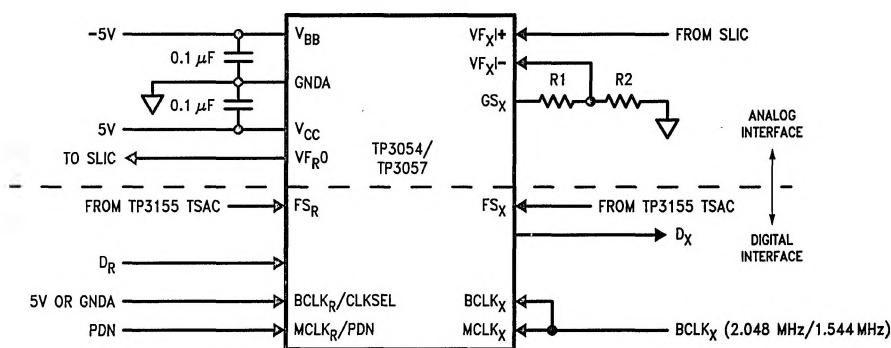 -5V
0.1 μF
0.1 μF
5V
TO SLIC
FROM TP3155 TSAC
D_R
5V OR GNDA
PDN
V_BB
GNDA
V_CC
VF_RO
FS_R
BCLK_R/CLKSEL
MCLK_R/PDN
TP3054/
TP3057
VF_XI+
VF_XI-
GS_X
FS_X
BCLK_X
MCLK_X
FROM SLIC
R1 R2
ANALOG
INTERFACE
FROM TP3155 TSAC
D_X
DIGITAL
INTERFACE
BCLK_X (2.048 MHz/1.544 MHz)